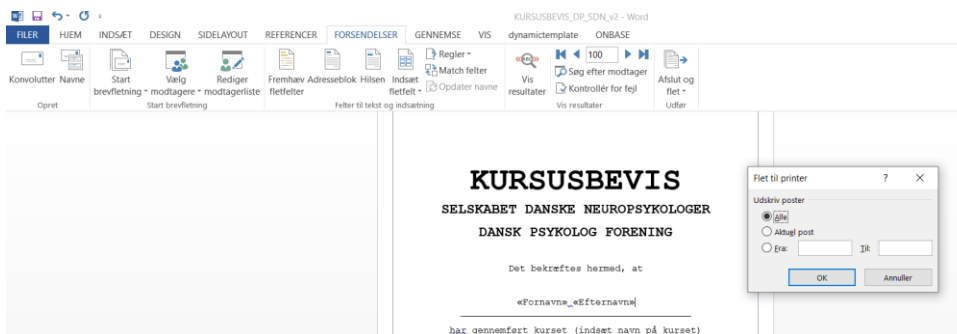 KURSUSBEVIS_DP_SDN_v2 - Word
FILER HJEM INDSÆT DESIGN SIDELAYOUT REFERENCER FORSENDELSER GENNEMSE VIS dynamictemplate ONBASE
Konvolutter Navne
Opret
Start brevfletning
Vælg modtagere
Rediger modtagerliste
Start brevfletning
Fremhæv fletfelter
Adresseblok
Hilsen
Indsæt fletfelt
Regler
Match felter
Opdater navne
Felter til tekst og indsætning
ABC
Vis resultater
100
Søg efter modtager
Kontrollér for fejl
Vis resultater
Afslut og flet
Udfør
KURSUSBEVIS
SELSKABET DANSKE NEUROPSYKOLOGER
DANSK PSYKOLOG FORENING
Det bekræftes hermed, at
«Fornavn» «Efternavn»
har gennemført kurset (indsæt navn på kurset)
Flet til printer ?
Udskriv poster
Alle
Aktuel post
Fra: Til:
OK Annuller